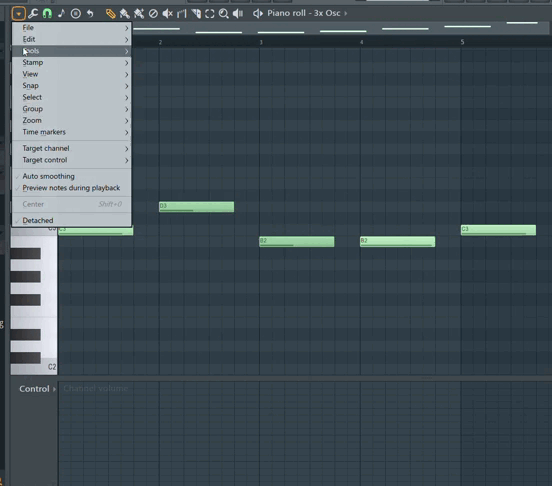 Piano roll - 3x Osc
File
Edit
Tools
Stamp
View
Snap
Select
Group
Zoom
Time markers
Target channel
Target control
Auto smoothing
Preview notes during playback
Center Shift+0
Detached
2 3 4 5
D3
C3 C3
C3
B2 B2
C2
Control Channel volume